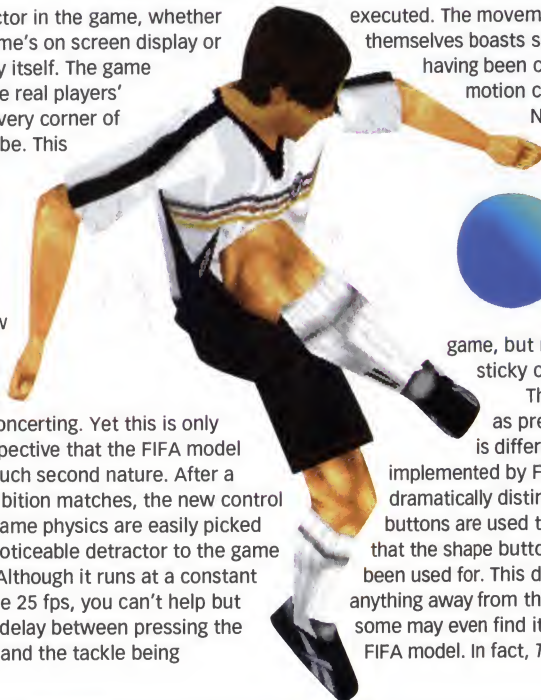 ctor in the game, whether
me's on screen display or
y itself. The game
e real players'
very corner of
be. This
w
oncerting. Yet this is only
pective that the FIFA model
uch second nature. After a
bition matches, the new control
ame physics are easily picked
oticeable detractor to the game
Although it runs at a constant
e 25 fps, you can't help but
delay between pressing the
and the tackle being
executed. The movem
themselves boasts s
having been c
motion c
N
game, but
sticky
Th
as pre
is differ
implemented by F
dramatically distin
buttons are used t
that the shape butto
been used for. This d
anything away from th
some may even find it
FIFA model. In fact, T